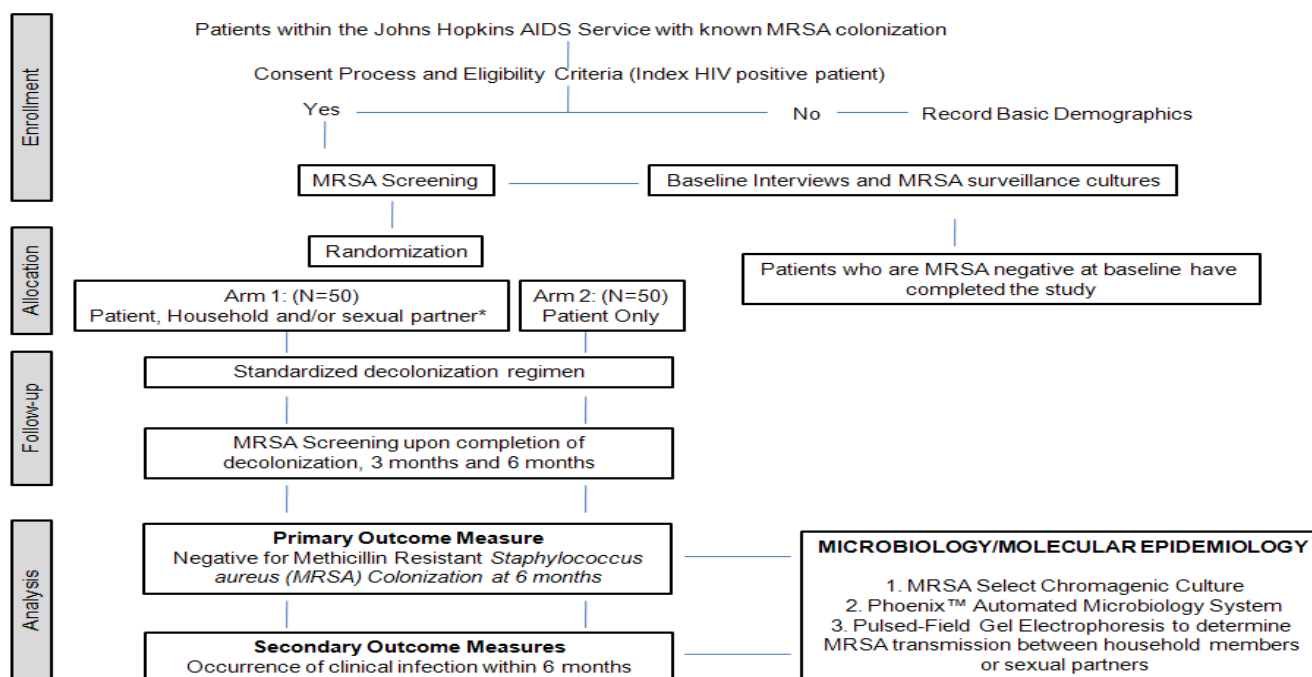 Enrollment
Patients within the Johns Hopkins AIDS Service with known MRSA colonization
Consent Process and Eligibility Criteria (Index HIV positive patient)
Yes
No
Record Basic Demographics
MRSA Screening
Baseline Interviews and MRSA surveillance cultures
Allocation
Randomization
Patients who are MRSA negative at baseline have
completed the study
Arm 1: (N=50)
Patient, Household and/or sexual partner*
Arm 2: (N=50)
Patient Only
Follow-up
Standardized decolonization regimen
MRSA Screening upon completion of
decolonization, 3 months and 6 months
Analysis
Primary Outcome Measure
Negative for Methicillin Resistant Staphylococcus
aureus (MRSA) Colonization at 6 months
Secondary Outcome Measures
Occurrence of clinical infection within 6 months
MICROBIOLOGY/MOLECULAR EPIDEMIOLOGY
1. MRSA Select Chromagenic Culture
2. Phoenix™ Automated Microbiology System
3. Pulsed-Field Gel Electrophoresis to determine
MRSA transmission between household members
or sexual partners